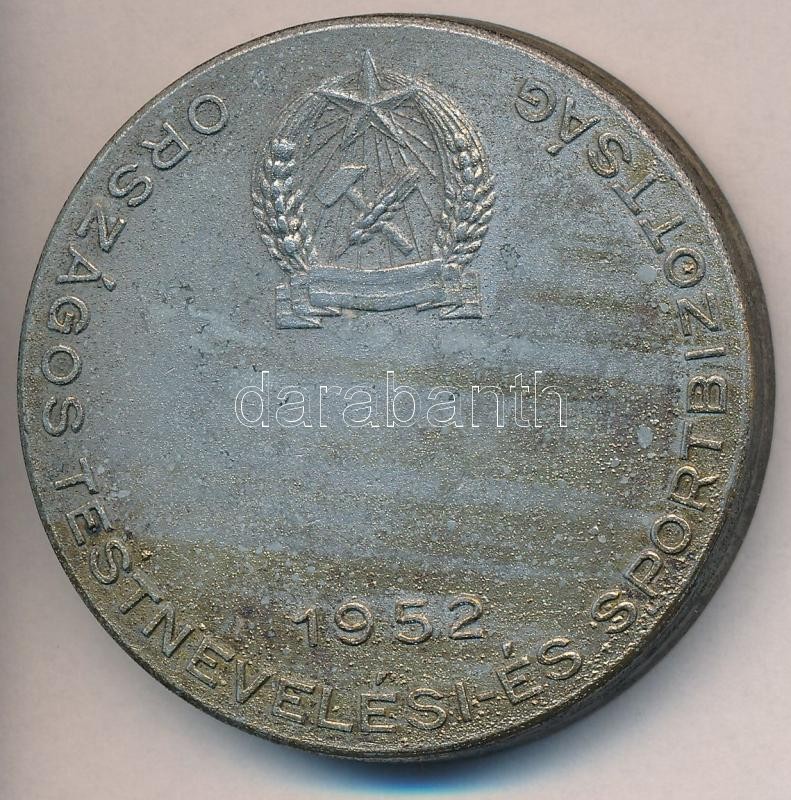 ORSZÁGOS TESTNEVELÉSI-ÉS SPORTBIZOTTSÁG
1952
darabanth